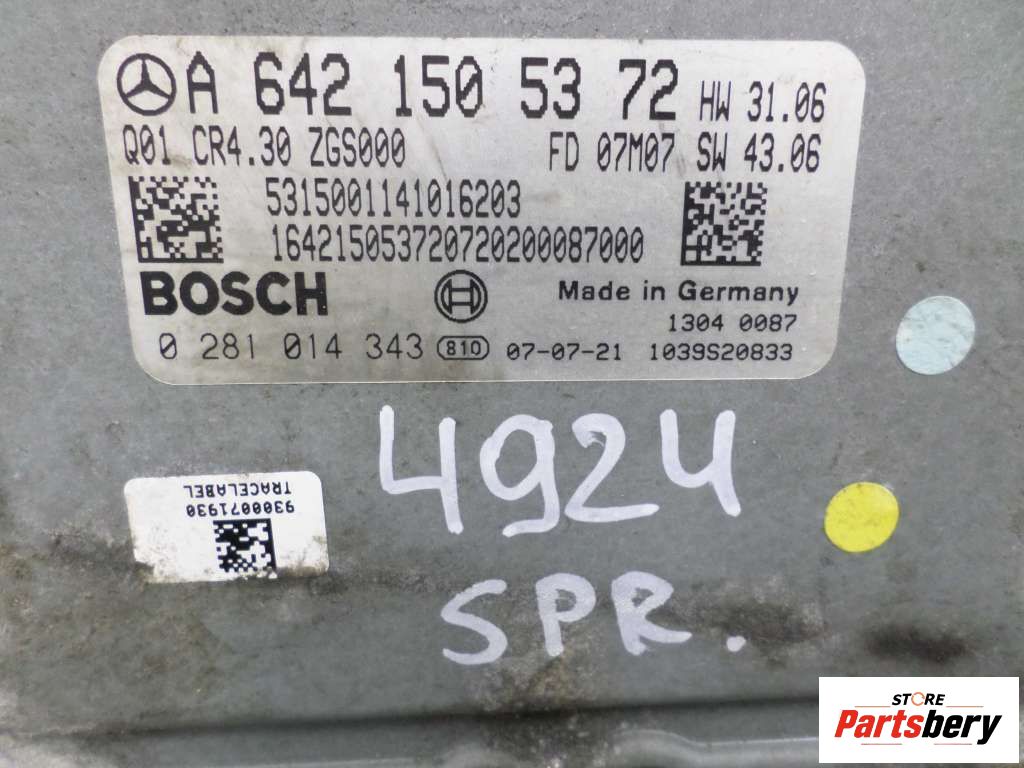 A 642 150 53 72 HW 31.06
Q01 CR4.30 ZGS000 FD 07M07 SW 43.06
5315001141016203
16421505372072020008​7000
BOSCH Made in Germany
1304 0087
0 281 014 343 810 07-07-21 1039S20833
4924
SPR.
TRACELABEL
9300071930
STORE
Partsbery